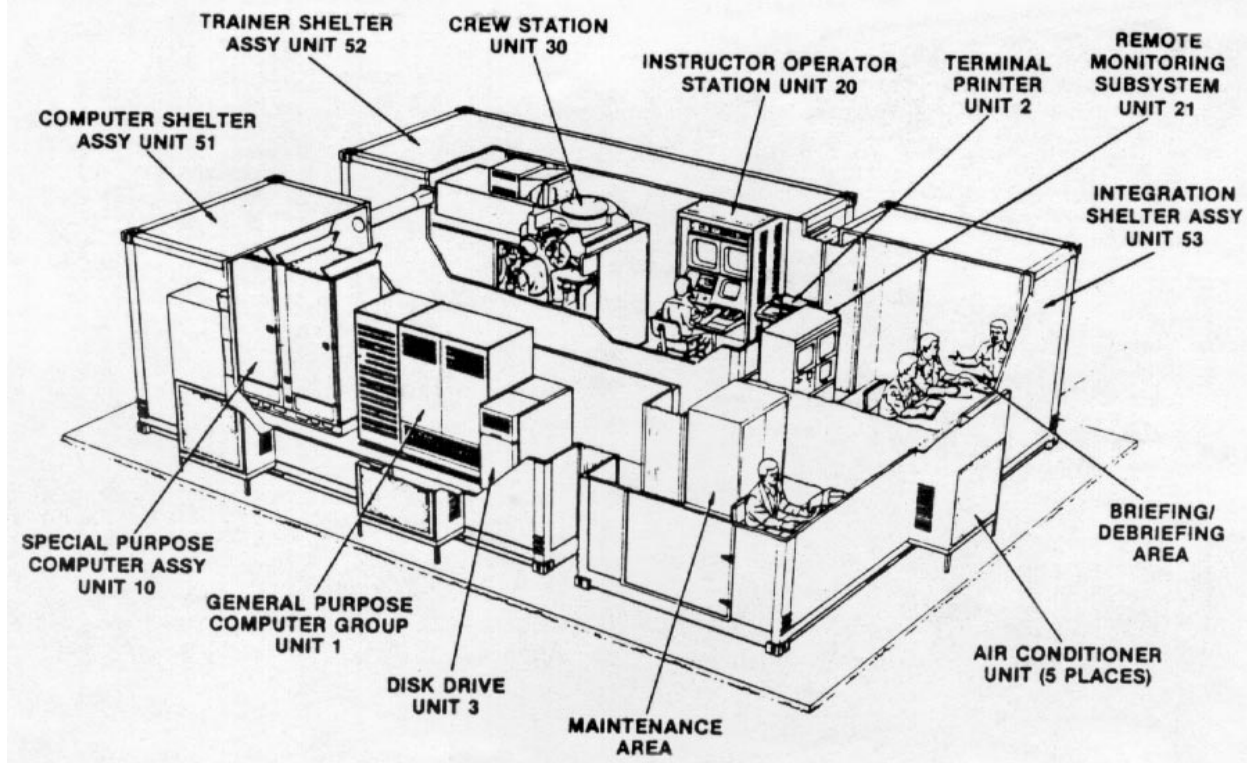 TRAINER SHELTER
ASSY UNIT 52
CREW STATION
UNIT 30
INSTRUCTOR OPERATOR
STATION UNIT 20
TERMINAL
PRINTER
UNIT 2
REMOTE
MONITORING
SUBSYSTEM
UNIT 21
COMPUTER SHELTER
ASSY UNIT 51
INTEGRATION
SHELTER ASSY
UNIT 53
SPECIAL PURPOSE
COMPUTER ASSY
UNIT 10
GENERAL PURPOSE
COMPUTER GROUP
UNIT 1
DISK DRIVE
UNIT 3
MAINTENANCE
AREA
BRIEFING/
DEBRIEFING
AREA
AIR CONDITIONER
UNIT (5 PLACES)